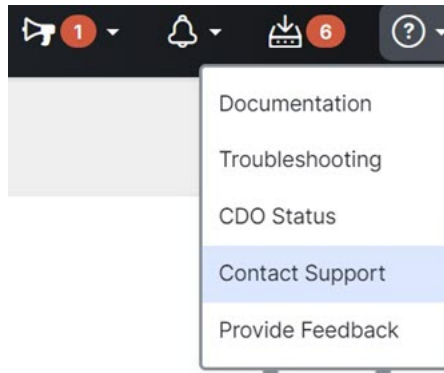 1 6 ?
Documentation
Troubleshooting
CDO Status
Contact Support
Provide Feedback